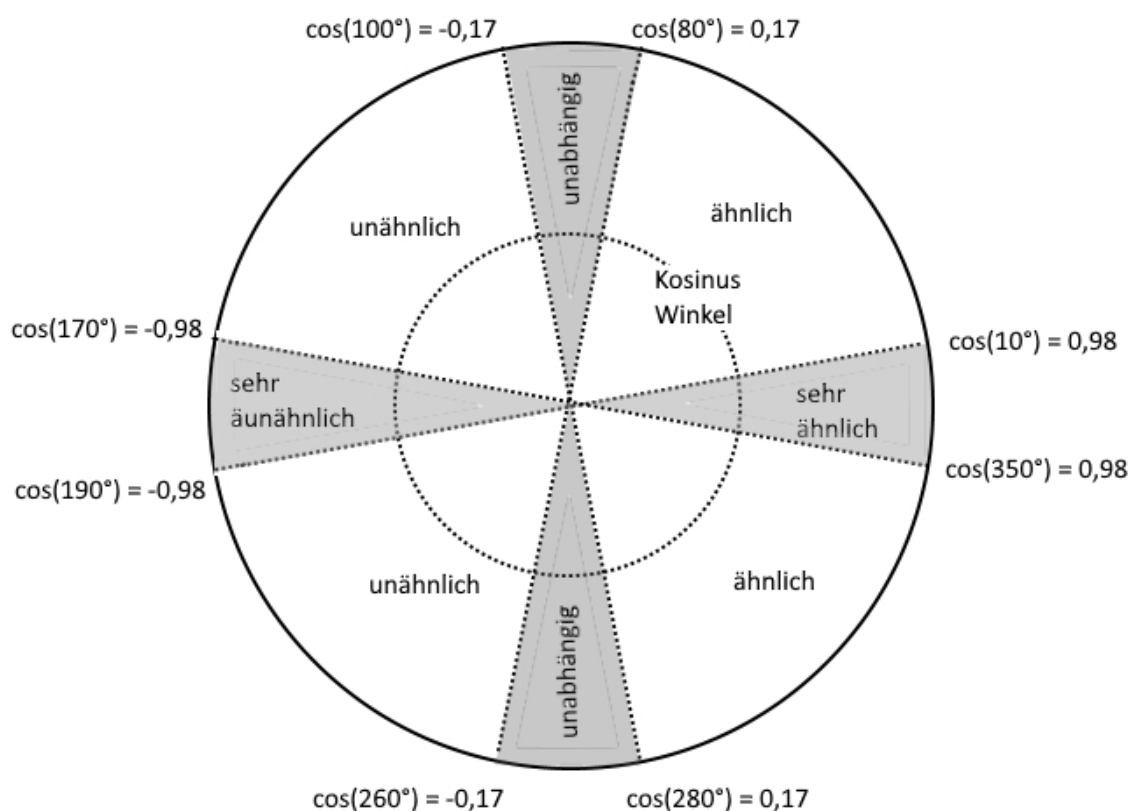 cos(100°) = -0,17
cos(80°) = 0,17
unabhängig
unähnlich
ähnlich
Kosinus
Winkel
cos(170°) = -0,98
cos(10°) = 0,98
sehr
äunähnlich
sehr
ähnlich
cos(190°) = -0,98
cos(350°) = 0,98
unähnlich
ähnlich
unabhängig
cos(260°) = -0,17
cos(280°) = 0,17